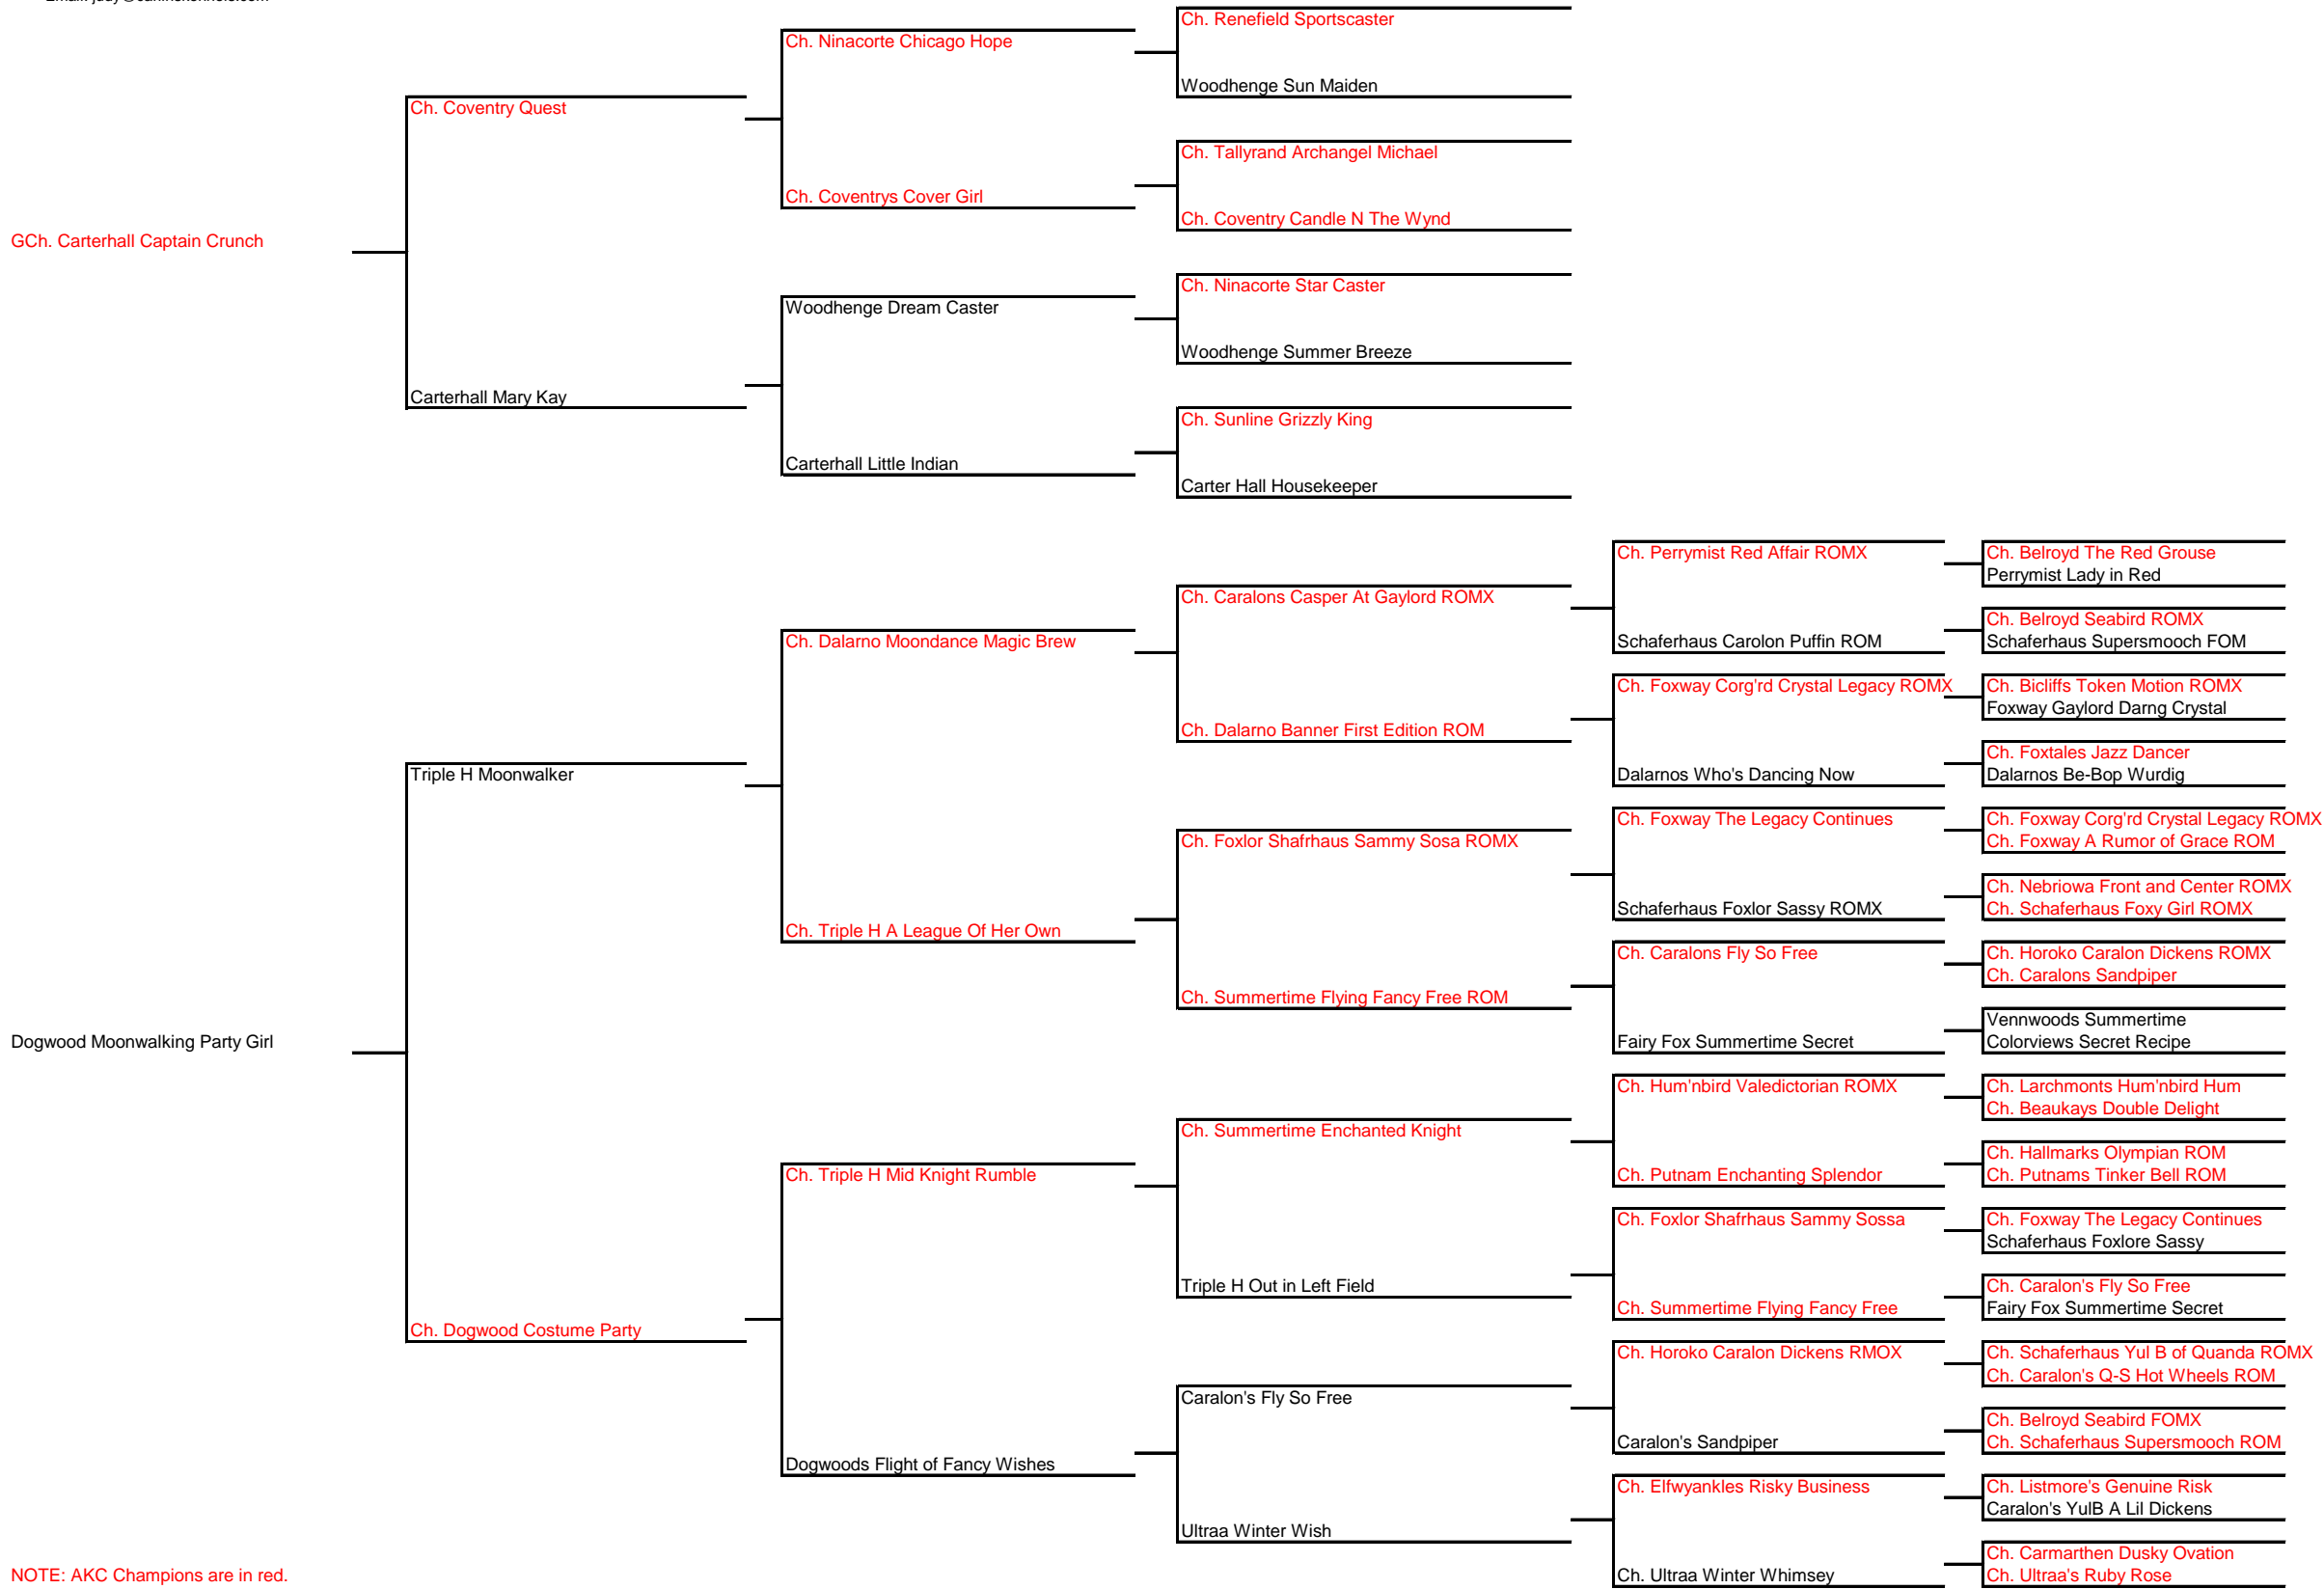 Ch. Renefield Sportscaster
Ch. Ninacorte Chicago Hope
Woodhenge Sun Maiden
Ch. Coventry Quest
Ch. Tallyrand Archangel Michael
Ch. Coventrys Cover Girl
Ch. Coventry Candle N The Wynd
GCh. Carterhall Captain Crunch
Ch. Ninacorte Star Caster
Woodhenge Dream Caster
Woodhenge Summer Breeze
Carterhall Mary Kay
Ch. Sunline Grizzly King
Carterhall Little Indian
Carter Hall Housekeeper
Ch. Perrymist Red Affair ROMX
Ch. Belroyd The Red Grouse
Perrymist Lady in Red
Ch. Caralons Casper At Gaylord ROMX
Ch. Belroyd Seabird ROMX
Ch. Dalarno Moondance Magic Brew
Schaferhaus Carolon Puffin ROM
Schaferhaus Supersmooch FOM
Ch. Foxway Corg'rd Crystal Legacy ROMX
Ch. Bicliffs Token Motion ROMX
Foxway Gaylord Darng Crystal
Ch. Dalarno Banner First Edition ROM
Ch. Foxtales Jazz Dancer
Triple H Moonwalker
Dalarnos Who's Dancing Now
Dalarnos Be-Bop Wurdig
Ch. Foxway The Legacy Continues
Ch. Foxway Corg'rd Crystal Legacy ROMX
Ch. Foxlor Shafrhaus Sammy Sosa ROMX
Ch. Foxway A Rumor of Grace ROM
Ch. Nebriowa Front and Center ROMX
Schaferhaus Foxlor Sassy ROMX
Ch. Schaferhaus Foxy Girl ROMX
Ch. Triple H A League Of Her Own
Ch. Caralons Fly So Free
Ch. Horoko Caralon Dickens ROMX
Ch. Caralons Sandpiper
Ch. Summertime Flying Fancy Free ROM
Vennwoods Summertime
Dogwood Moonwalking Party Girl
Fairy Fox Summertime Secret
Colorviews Secret Recipe
Ch. Hum'nbird Valedictorian ROMX
Ch. Larchmonts Hum'nbird Hum
Ch. Beaukays Double Delight
Ch. Summertime Enchanted Knight
Ch. Hallmarks Olympian ROM
Ch. Triple H Mid Knight Rumble
Ch. Putnam Enchanting Splendor
Ch. Putnams Tinker Bell ROM
Ch. Foxlor Shafrhaus Sammy Sossa
Ch. Foxway The Legacy Continues
Schaferhaus Foxlore Sassy
Triple H Out in Left Field
Ch. Caralon's Fly So Free
Ch. Summertime Flying Fancy Free
Fairy Fox Summertime Secret
Ch. Dogwood Costume Party
Ch. Horoko Caralon Dickens RMOX
Ch. Schaferhaus Yul B of Quanda ROMX
Ch. Caralon's Q-S Hot Wheels ROM
Caralon's Fly So Free
Ch. Belroyd Seabird FOMX
Caralon's Sandpiper
Ch. Schaferhaus Supersmooch ROM
Dogwoods Flight of Fancy Wishes
Ch. Elfwyankles Risky Business
Ch. Listmore's Genuine Risk
Caralon's YulB A Lil Dickens
Ultraa Winter Wish
Ch. Carmarthen Dusky Ovation
NOTE: AKC Champions are in red.
Ch. Ultraa Winter Whimsey
Ch. Ultraa's Ruby Rose